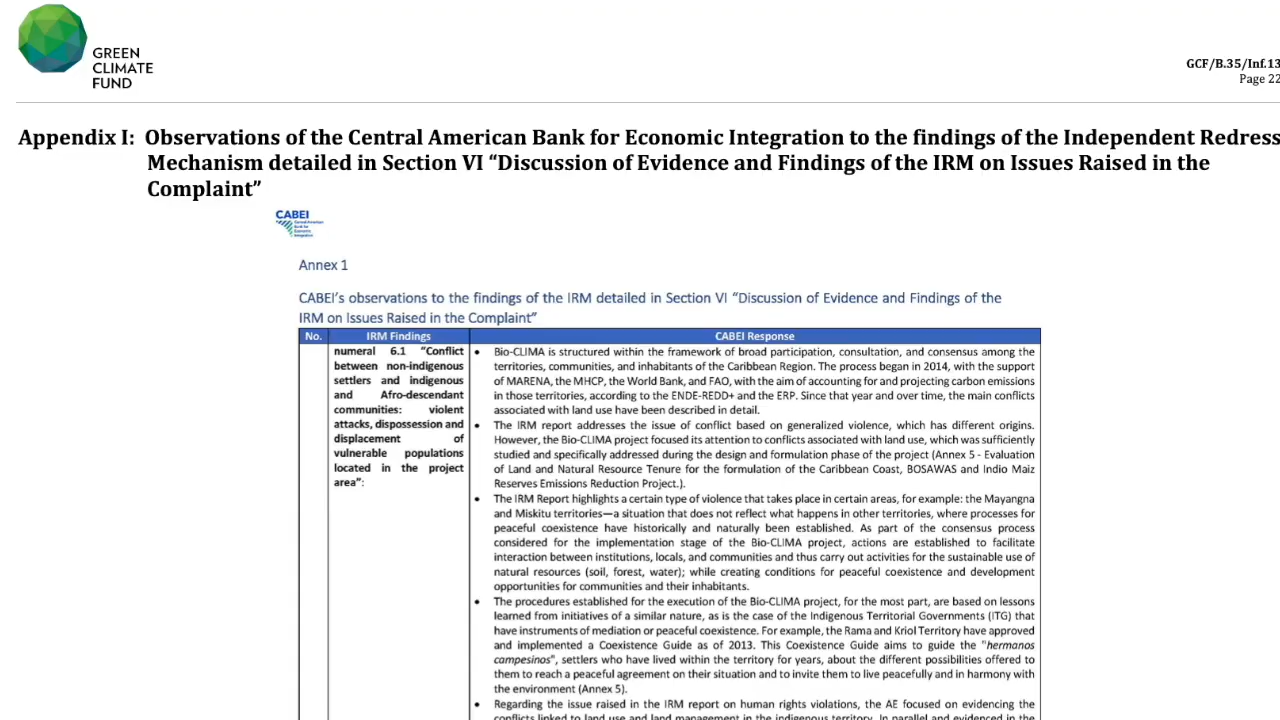 GREEN
CLIMATE
FUND
GCF/B.35/Inf.13
Page 22
Appendix I: Observations of the Central American Bank for Economic Integration to the findings of the Independent Redress
Mechanism detailed in Section VI “Discussion of Evidence and Findings of the IRM on Issues Raised in the
Complaint”
CABEI
Central American
Bank for
Economic
Integration
Annex 1
CABEI’s observations to the findings of the IRM detailed in Section VI “Discussion of Evidence and Findings of the
IRM on Issues Raised in the Complaint”
No. IRM Findings CABEI Response
numeral 6.1 “Conflict
between non-indigenous
settlers and indigenous
and Afro-descendant
communities: violent
attacks, dispossession and
displacement of
vulnerable populations
located in the project
area”:
• Bio-CLIMA is structured within the framework of broad participation, consultation, and consensus among the
territories, communities, and inhabitants of the Caribbean Region. The process began in 2014, with the support
of MARENA, the MHCP, the World Bank, and FAO, with the aim of accounting for and projecting carbon emissions
in those territories, according to the ENDE-REDD+ and the ERP. Since that year and over time, the main conflicts
associated with land use have been described in detail.
• The IRM report addresses the issue of conflict based on generalized violence, which has different origins.
However, the Bio-CLIMA project focused its attention to conflicts associated with land use, which was sufficiently
studied and specifically addressed during the design and formulation phase of the project (Annex 5 - Evaluation
of Land and Natural Resource Tenure for the formulation of the Caribbean Coast, BOSAWAS and Indio Maiz
Reserves Emissions Reduction Project.).
• The IRM Report highlights a certain type of violence that takes place in certain areas, for example: the Mayangna
and Miskitu territories—a situation that does not reflect what happens in other territories, where processes for
peaceful coexistence have historically and naturally been established. As part of the consensus process
considered for the implementation stage of the Bio-CLIMA project, actions are established to facilitate
interaction between institutions, locals, and communities and thus carry out activities for the sustainable use of
natural resources (soil, forest, water); while creating conditions for peaceful coexistence and development
opportunities for communities and their inhabitants.
• The procedures established for the execution of the Bio-CLIMA project, for the most part, are based on lessons
learned from initiatives of a similar nature, as is the case of the Indigenous Territorial Governments (ITG) that
have instruments of mediation or peaceful coexistence. For example, the Rama and Kriol Territory have approved
and implemented a Coexistence Guide as of 2013. This Coexistence Guide aims to guide the "hermanos
campesinos", settlers who have lived within the territory for years, about the different possibilities offered to
them to reach a peaceful agreement on their situation and to invite them to live peacefully and in harmony with
the environment (Annex 5).
• Regarding the issue raised in the IRM report on human rights violations, the AE focused on evidencing the
conflicts linked to land use and land management in the indigenous territory. In parallel and evidenced in the